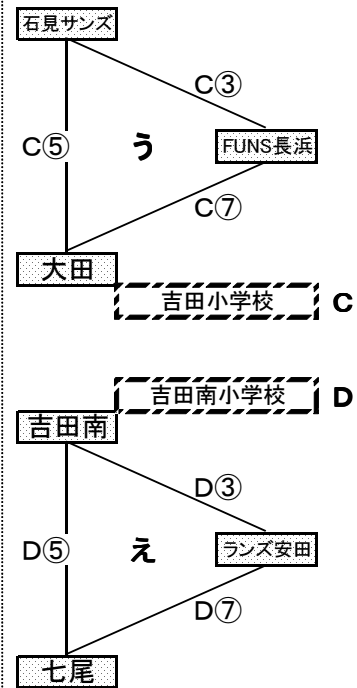 石見サンズ
C③
C⑤
う
FUNS長浜
C⑦
大田
吉田小学校 C
吉田南小学校 D
吉田南
D③
D⑤
え
ランズ安田
D⑦
七尾